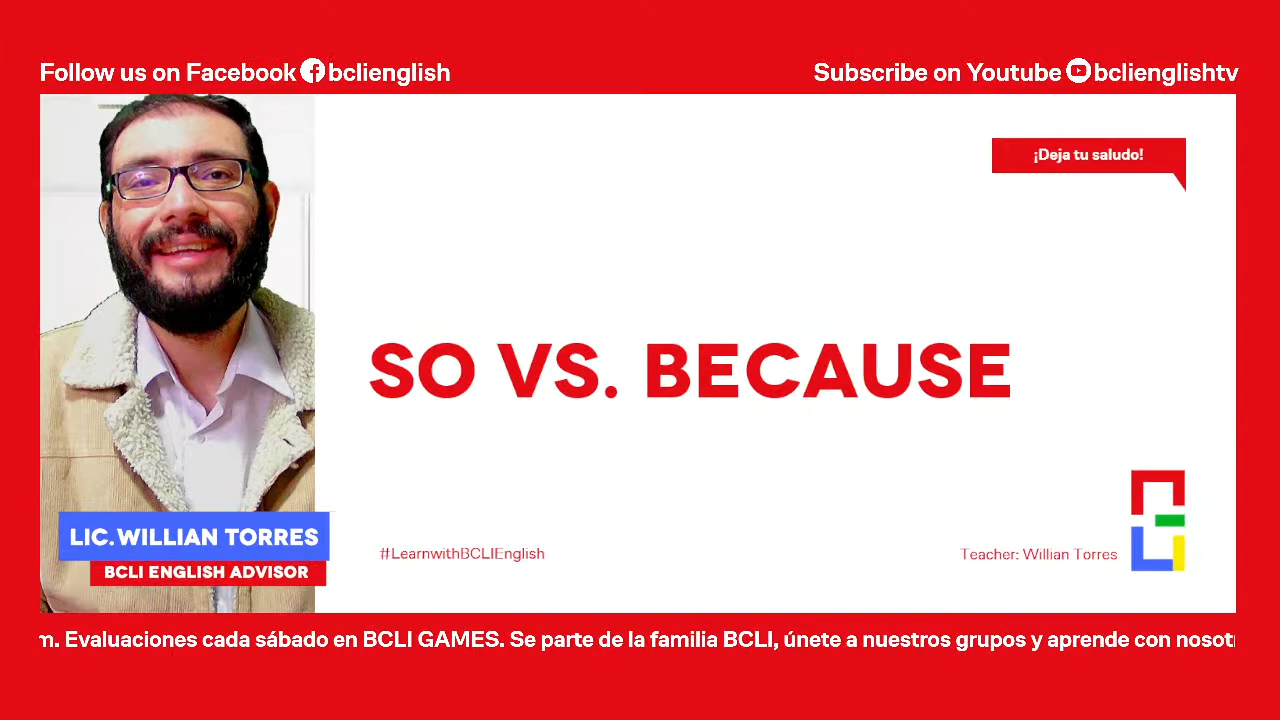 Follow us on Facebook bclienglish
Subscribe on Youtube bclienglishtv
¡Deja tu saludo!
SO VS. BECAUSE
LIC. WILLIAN TORRES
BCLI ENGLISH ADVISOR
#LearnwithBCLIEnglish
Teacher: Willian Torres
m. Evaluaciones cada sábado en BCLI GAMES. Se parte de la familia BCLI, únete a nuestros grupos y aprende con nosotr